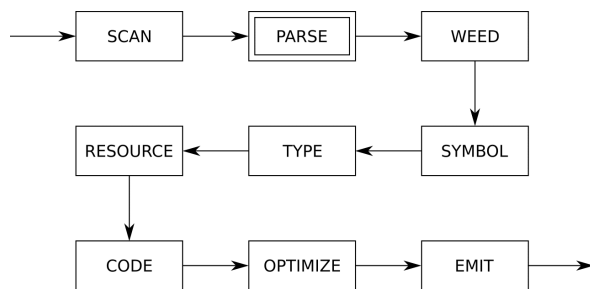 SCAN
PARSE
WEED
SYMBOL
TYPE
RESOURCE
CODE
OPTIMIZE
EMIT